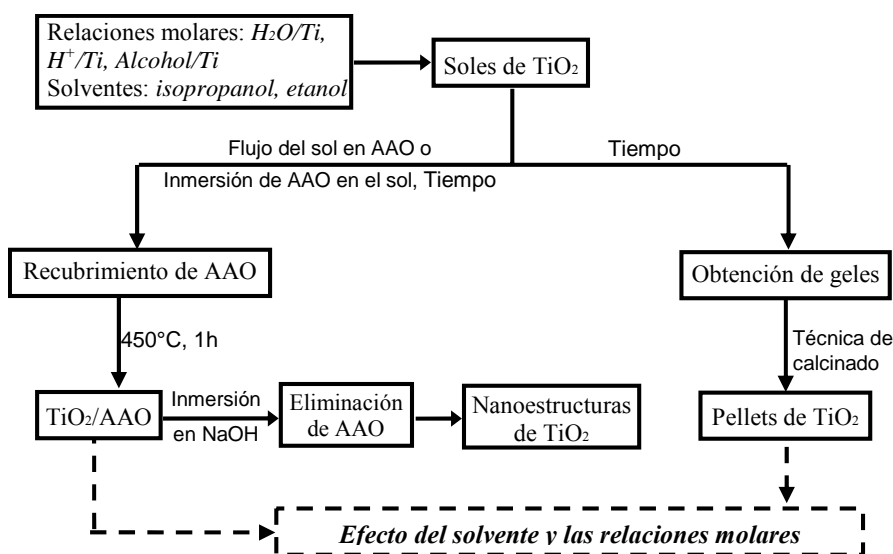 Relaciones molares: H₂O/Ti,
H⁺/Ti, Alcohol/Ti
Solventes: isopropanol, etanol
Soles de TiO₂
Flujo del sol en AAO o
Inmersión de AAO en el sol, Tiempo
Tiempo
Recubrimiento de AAO
Obtención de geles
450°C, 1h
Técnica de
calcinado
TiO₂/AAO
Inmersión
en NaOH
Eliminación
de AAO
Nanoestructuras
de TiO₂
Pellets de TiO₂
Efecto del solvente y las relaciones molares